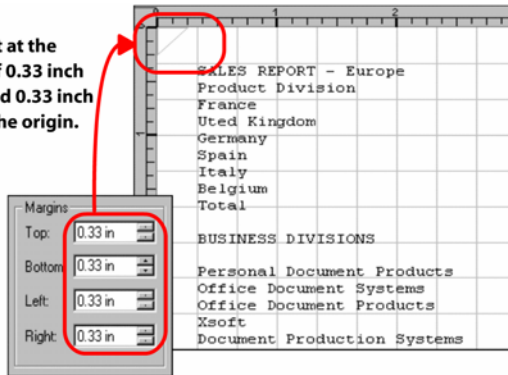 t at the
f 0.33 inch
d 0.33 inch
he origin.
1
2
1
SALES REPORT - Europe
Product Division
France
Uted Kingdom
Germany
Spain
Italy
Belgium
Total
BUSINESS DIVISIONS
Personal Document Products
Office Document Systems
Office Document Products
Xsoft
Document Production Systems
Margins
Top: 0.33 in
Bottom 0.33 in
Left: 0.33 in
Right: 0.33 in